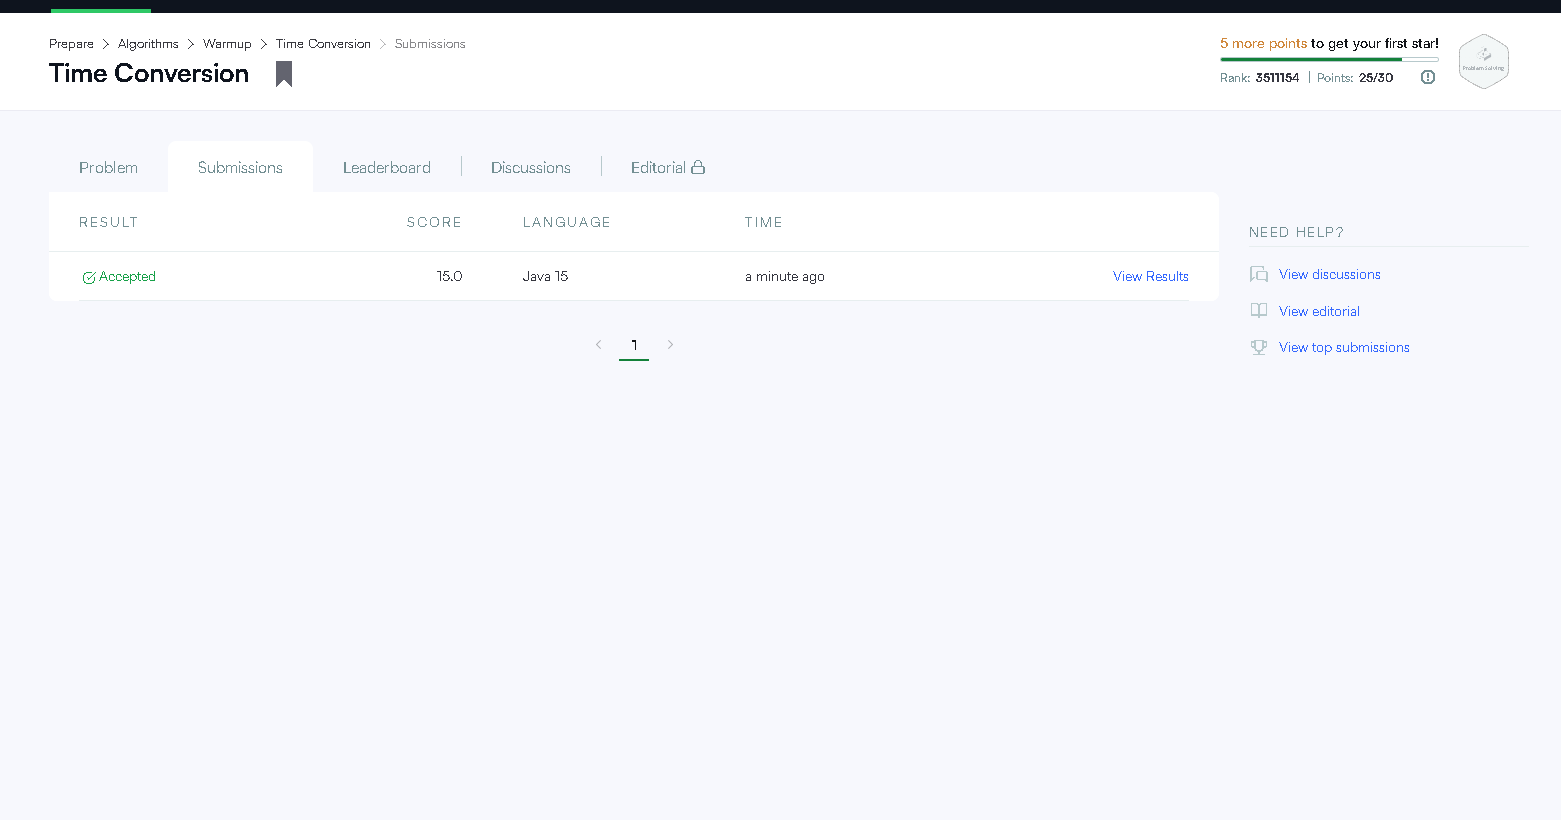 Prepare > Algorithms > Warmup > Time Conversion > Submissions
Time Conversion
5 more points to get your first star!
Rank: 3511154 | Points: 25/30
Problem Solving
Problem
Submissions
Leaderboard
Discussions
Editorial
RESULT SCORE LANGUAGE TIME
Accepted 15.0 Java 15 a minute ago View Results
1
NEED HELP?
View discussions
View editorial
View top submissions